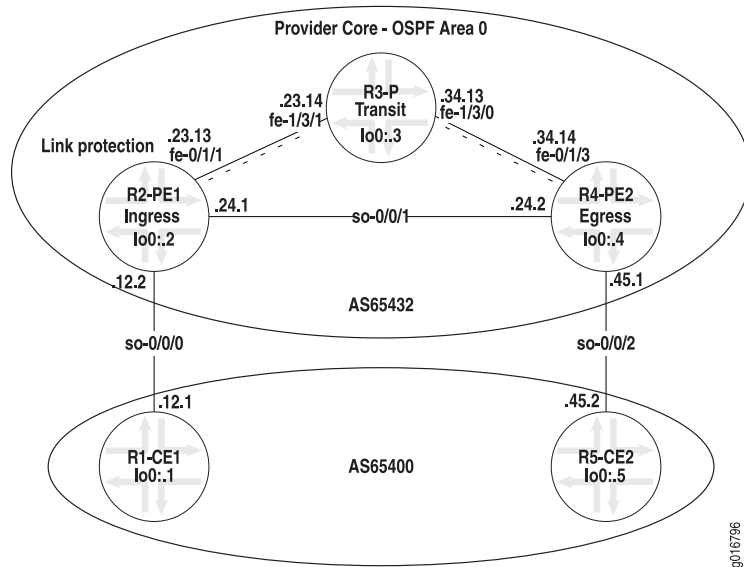 Provider Core - OSPF Area 0
R3-P
Transit
lo0:.3
.23.14
fe-1/3/1
.34.13
fe-1/3/0
.23.13
fe-0/1/1
Link protection
.34.14
fe-0/1/3
R2-PE1
Ingress
lo0:.2
.24.1
so-0/0/1
.24.2
R4-PE2
Egress
lo0:.4
.12.2
.45.1
AS65432
so-0/0/0
so-0/0/2
.12.1
.45.2
R1-CE1
lo0:.1
AS65400
R5-CE2
lo0:.5
g016796